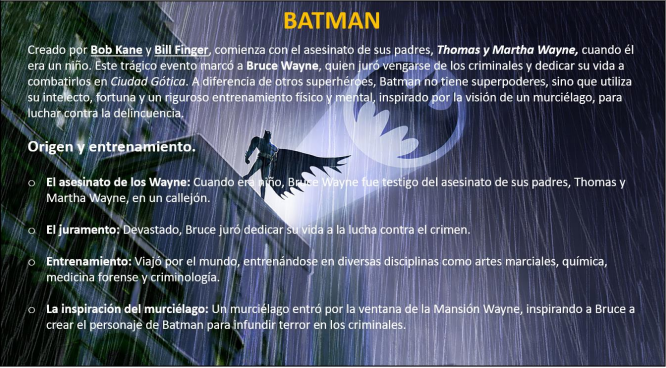 BATMAN
Creado por Bob Kane y Bill Finger, comienza con el asesinato de sus padres, Thomas y Martha Wayne, cuando él
era un niño. Este trágico evento marcó a Bruce Wayne, quien juró vengarse de los criminales y dedicar su vida a
combatirlos en Ciudad Gótica. A diferencia de otros superhéroes, Batman no tiene superpoderes, sino que utiliza
su intelecto, fortuna y un riguroso entrenamiento físico y mental, inspirado por la visión de un murciélago, para
luchar contra la delincuencia.
Origen y entrenamiento.
o El asesinato de los Wayne: Cuando era niño, Bruce Wayne fue testigo del asesinato de sus padres, Thomas y
Martha Wayne, en un callejón.
o El juramento: Devastado, Bruce juró dedicar su vida a la lucha contra el crimen.
o Entrenamiento: Viajó por el mundo, entrenándose en diversas disciplinas como artes marciales, química,
medicina forense y criminología.
o La inspiración del murciélago: Un murciélago entró por la ventana de la Mansión Wayne, inspirando a Bruce a
crear el personaje de Batman para infundir terror en los criminales.